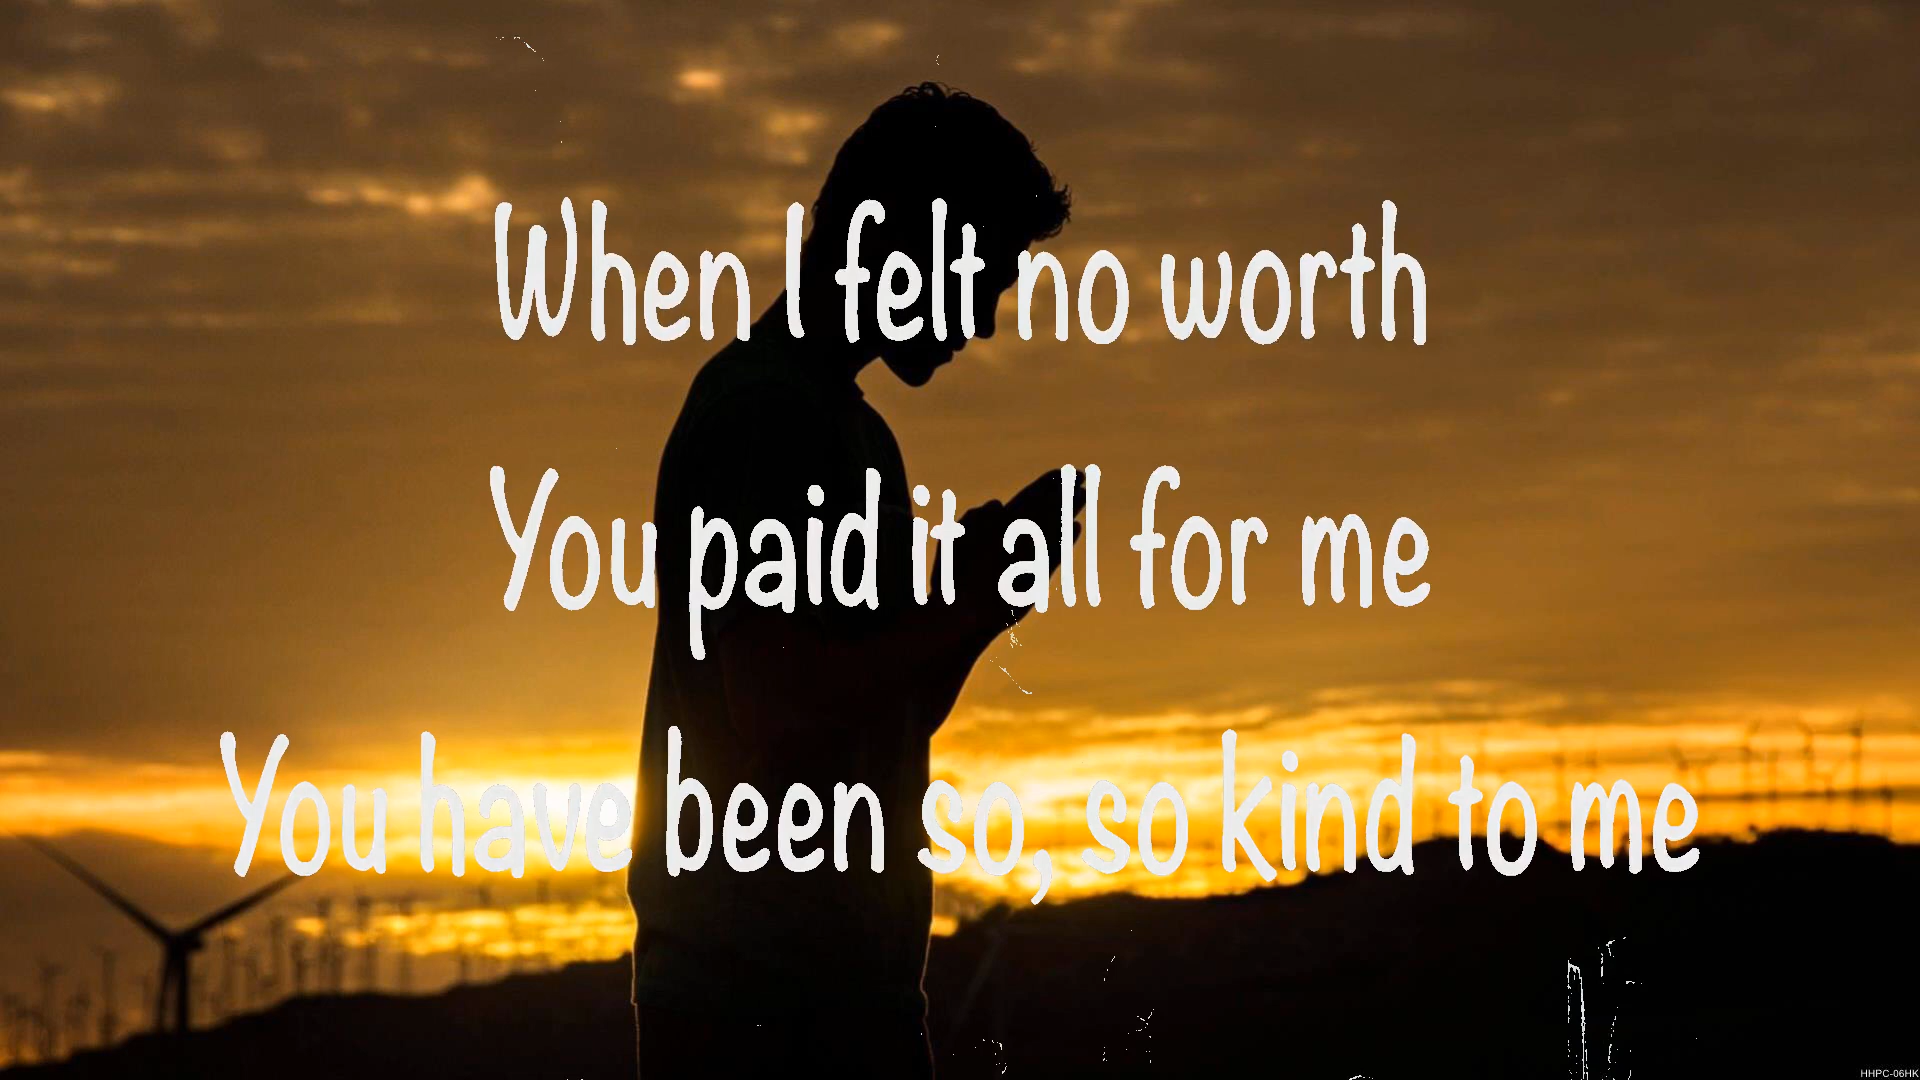 When I felt no worth
You paid it all for me
You have been so, so kind to me
HHPC-06HK